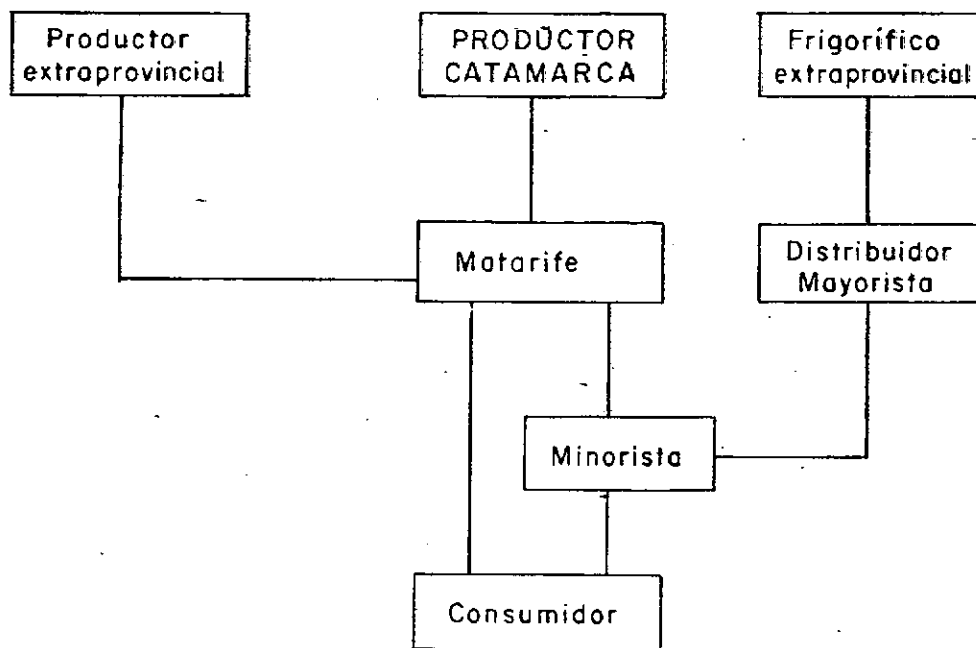 Productor
extraprovincial
PRODUCTOR
CATAMARCA
Frigorífico
extraprovincial
Matarife
Distribuidor
Mayorista
Minorista
Consumidor